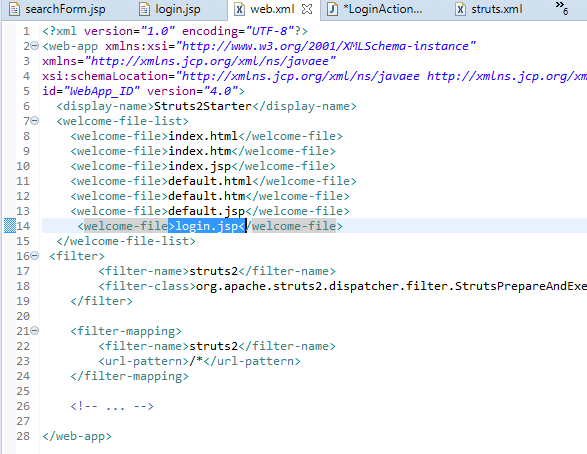 searchForm.jsp login.jsp web.xml *LoginAction... struts.xml »6
1 <?xml version="1.0" encoding="UTF-8"?>
2 <web-app xmlns:xsi="http://www.w3.org/2001/XMLSchema-instance"
3 xmlns="http://xmlns.jcp.org/xml/ns/javaee"
4 xsi:schemaLocation="http://xmlns.jcp.org/xml/ns/javaee http://xmlns.jcp.org/xm
5 id="WebApp_ID" version="4.0">
6 <display-name>Struts2Starter</display-name>
7 <welcome-file-list>
8 <welcome-file>index.html</welcome-file>
9 <welcome-file>index.htm</welcome-file>
10 <welcome-file>index.jsp</welcome-file>
11 <welcome-file>default.html</welcome-file>
12 <welcome-file>default.htm</welcome-file>
13 <welcome-file>default.jsp</welcome-file>
14 <welcome-file>login.jsp</welcome-file>
15 </welcome-file-list>
16 <filter>
17 <filter-name>struts2</filter-name>
18 <filter-class>org.apache.struts2.dispatcher.filter.StrutsPrepareAndExe
19 </filter>
20
21 <filter-mapping>
22 <filter-name>struts2</filter-name>
23 <url-pattern>/*</url-pattern>
24 </filter-mapping>
25
26 <!-- ... -->
27
28 </web-app>